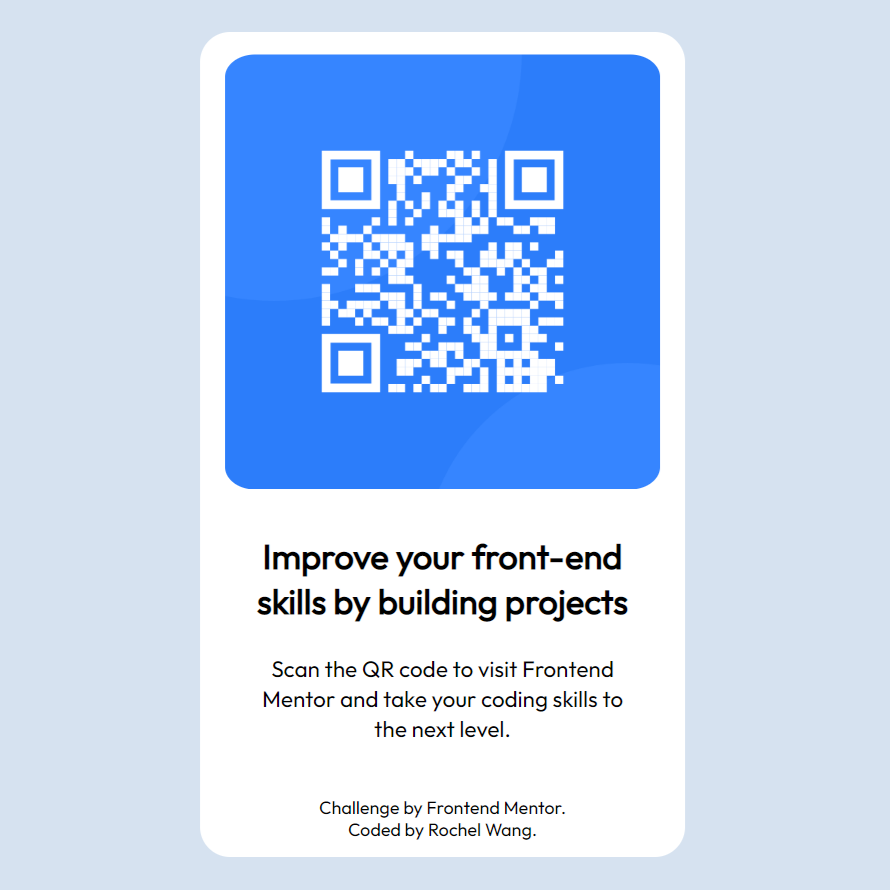 Improve your front-end
skills by building projects
Scan the QR code to visit Frontend
Mentor and take your coding skills to
the next level.
Challenge by Frontend Mentor.
Coded by Rochel Wang.